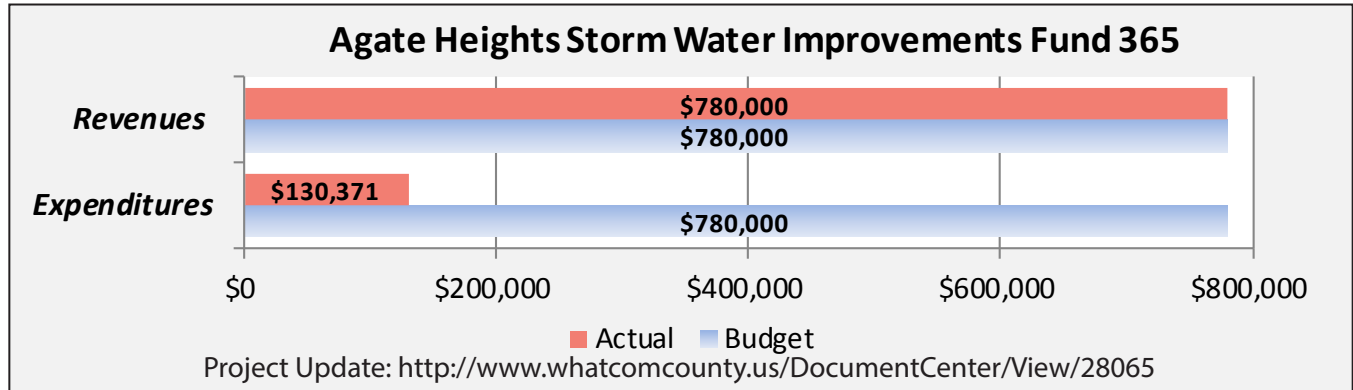 Agate Heights Storm Water Improvements Fund 365
Revenues
$780,000
$780,000
Expenditures
$130,371
$780,000
$0 $200,000 $400,000 $600,000 $800,000
Actual Budget
Project Update: http://www.whatcomcounty.us/DocumentCenter/View/28065